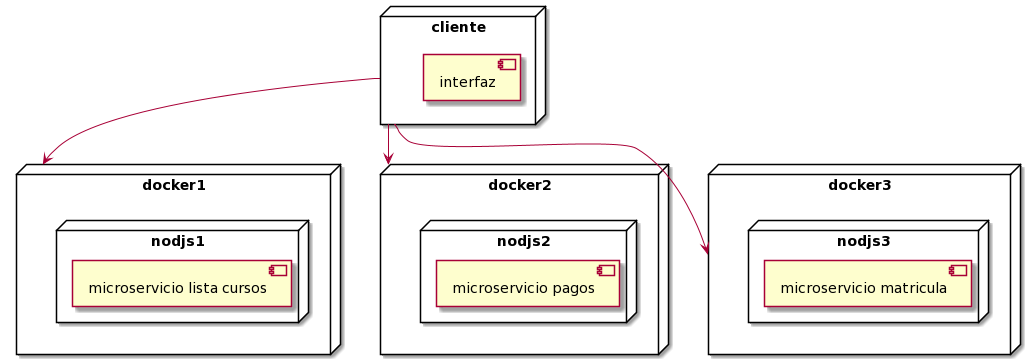 cliente
interfaz
docker1
docker2
docker3
nodjs1
nodjs2
nodjs3
microservicio lista cursos
microservicio pagos
microservicio matricula